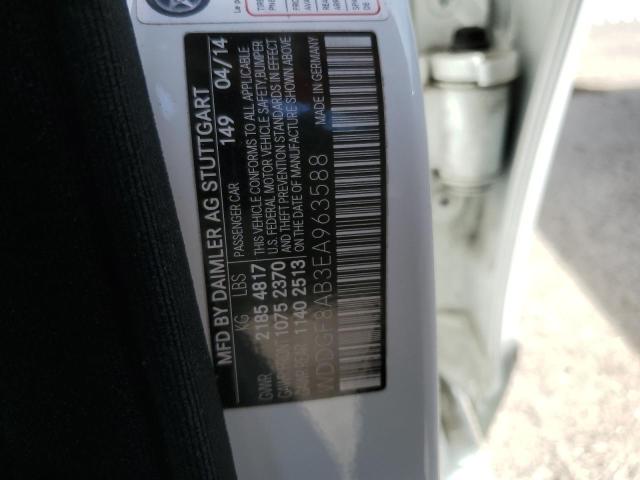 MFD BY DAIMLER AG STUTTGART
149 04/14
KG LBS PASSENGER CAR
GVWR 2185 4817 THIS VEHICLE CONFORMS TO ALL APPLICABLE
U.S. FEDERAL MOTOR VEHICLE SAFETY,BUMPER
1075 2370 AND THEFT PREVENTION STANDARDS IN EFFECT
1140 2513 ON THE DATE OF MANUFACTURE SHOWN ABOVE
MADE IN GERMANY
WDDGF8AB3EA963588